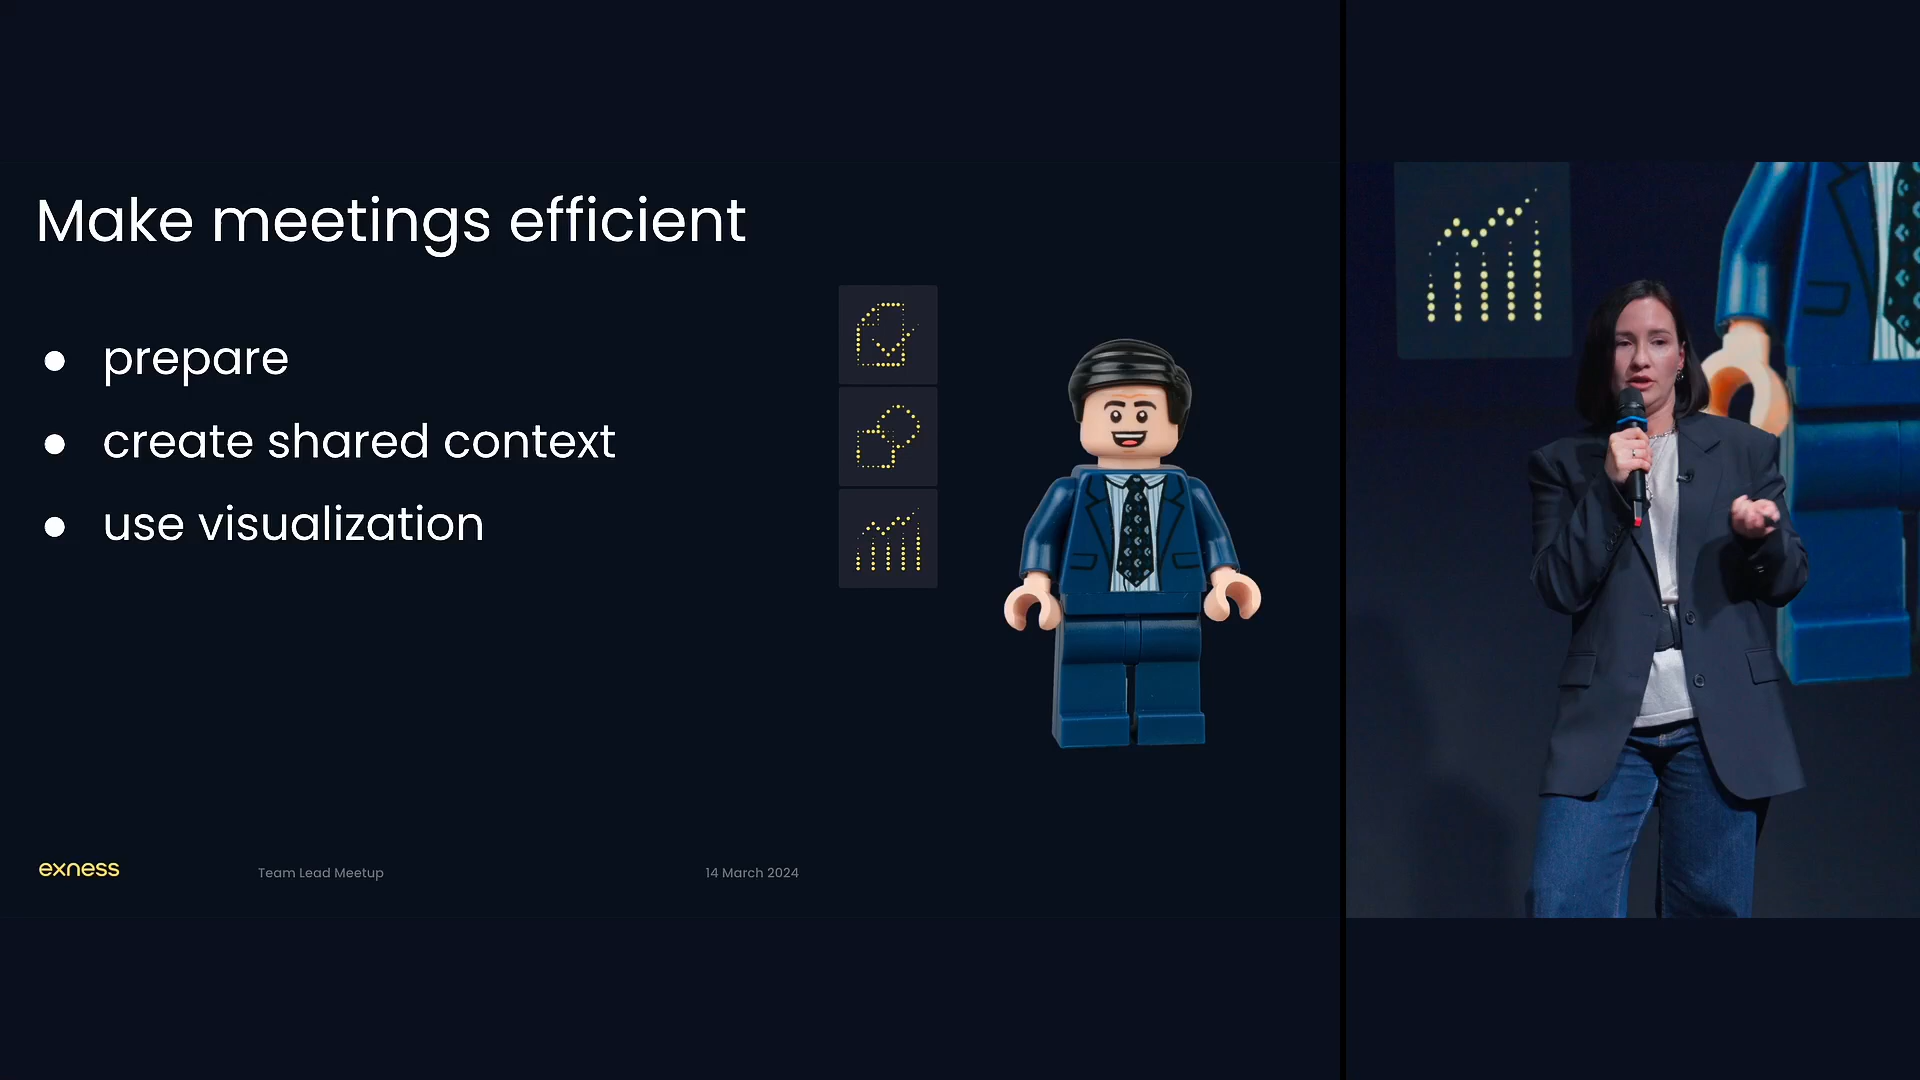 Make meetings efficient
● prepare
● create shared context
● use visualization
exness
Team Lead Meetup
14 March 2024